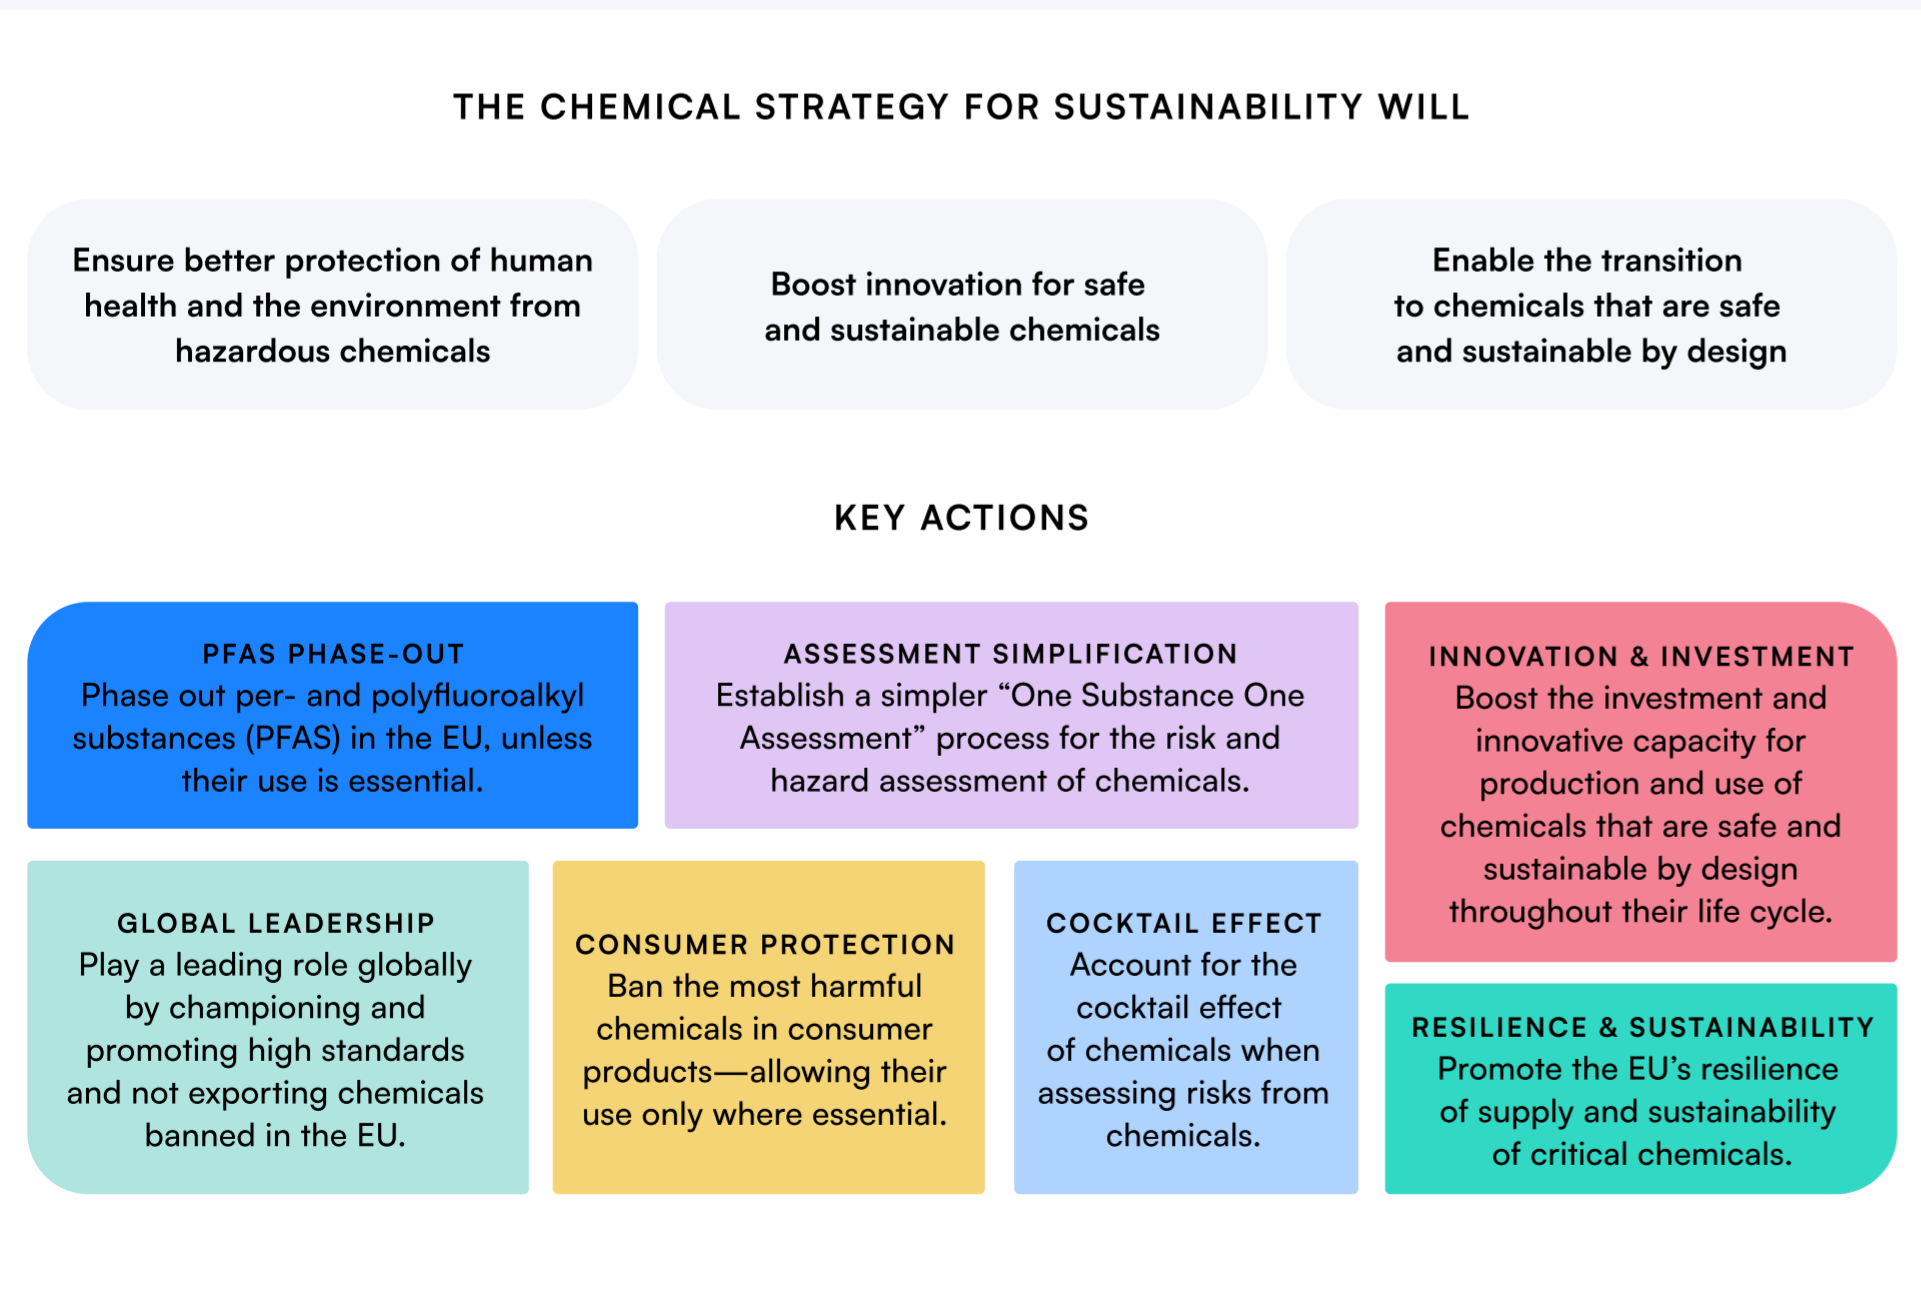 THE CHEMICAL STRATEGY FOR SUSTAINABILITY WILL
Ensure better protection of human
health and the environment from
hazardous chemicals
Boost innovation for safe
and sustainable chemicals
Enable the transition
to chemicals that are safe
and sustainable by design
KEY ACTIONS
PFAS PHASE-OUT
Phase out per- and polyfluoroalkyl
substances (PFAS) in the EU, unless
their use is essential.
ASSESSMENT SIMPLIFICATION
Establish a simpler “One Substance One
Assessment” process for the risk and
hazard assessment of chemicals.
INNOVATION & INVESTMENT
Boost the investment and
innovative capacity for
production and use of
chemicals that are safe and
sustainable by design
throughout their life cycle.
GLOBAL LEADERSHIP
Play a leading role globally
by championing and
promoting high standards
and not exporting chemicals
banned in the EU.
CONSUMER PROTECTION
Ban the most harmful
chemicals in consumer
products—allowing their
use only where essential.
COCKTAIL EFFECT
Account for the
cocktail effect
of chemicals when
assessing risks from
chemicals.
RESILIENCE & SUSTAINABILITY
Promote the EU’s resilience
of supply and sustainability
of critical chemicals.